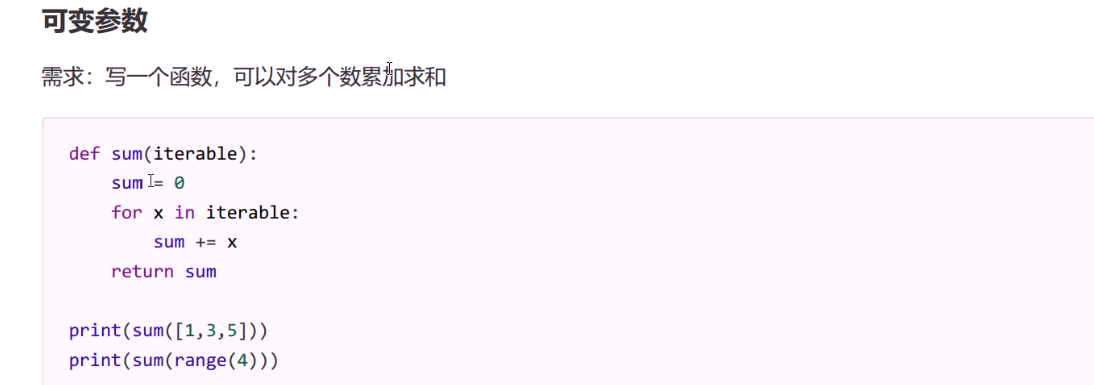 可变参数
需求：写一个函数，可以对多个数累加求和
def sum(iterable):
    sum = 0
    for x in iterable:
        sum += x
    return sum
print(sum([1,3,5]))
print(sum(range(4)))